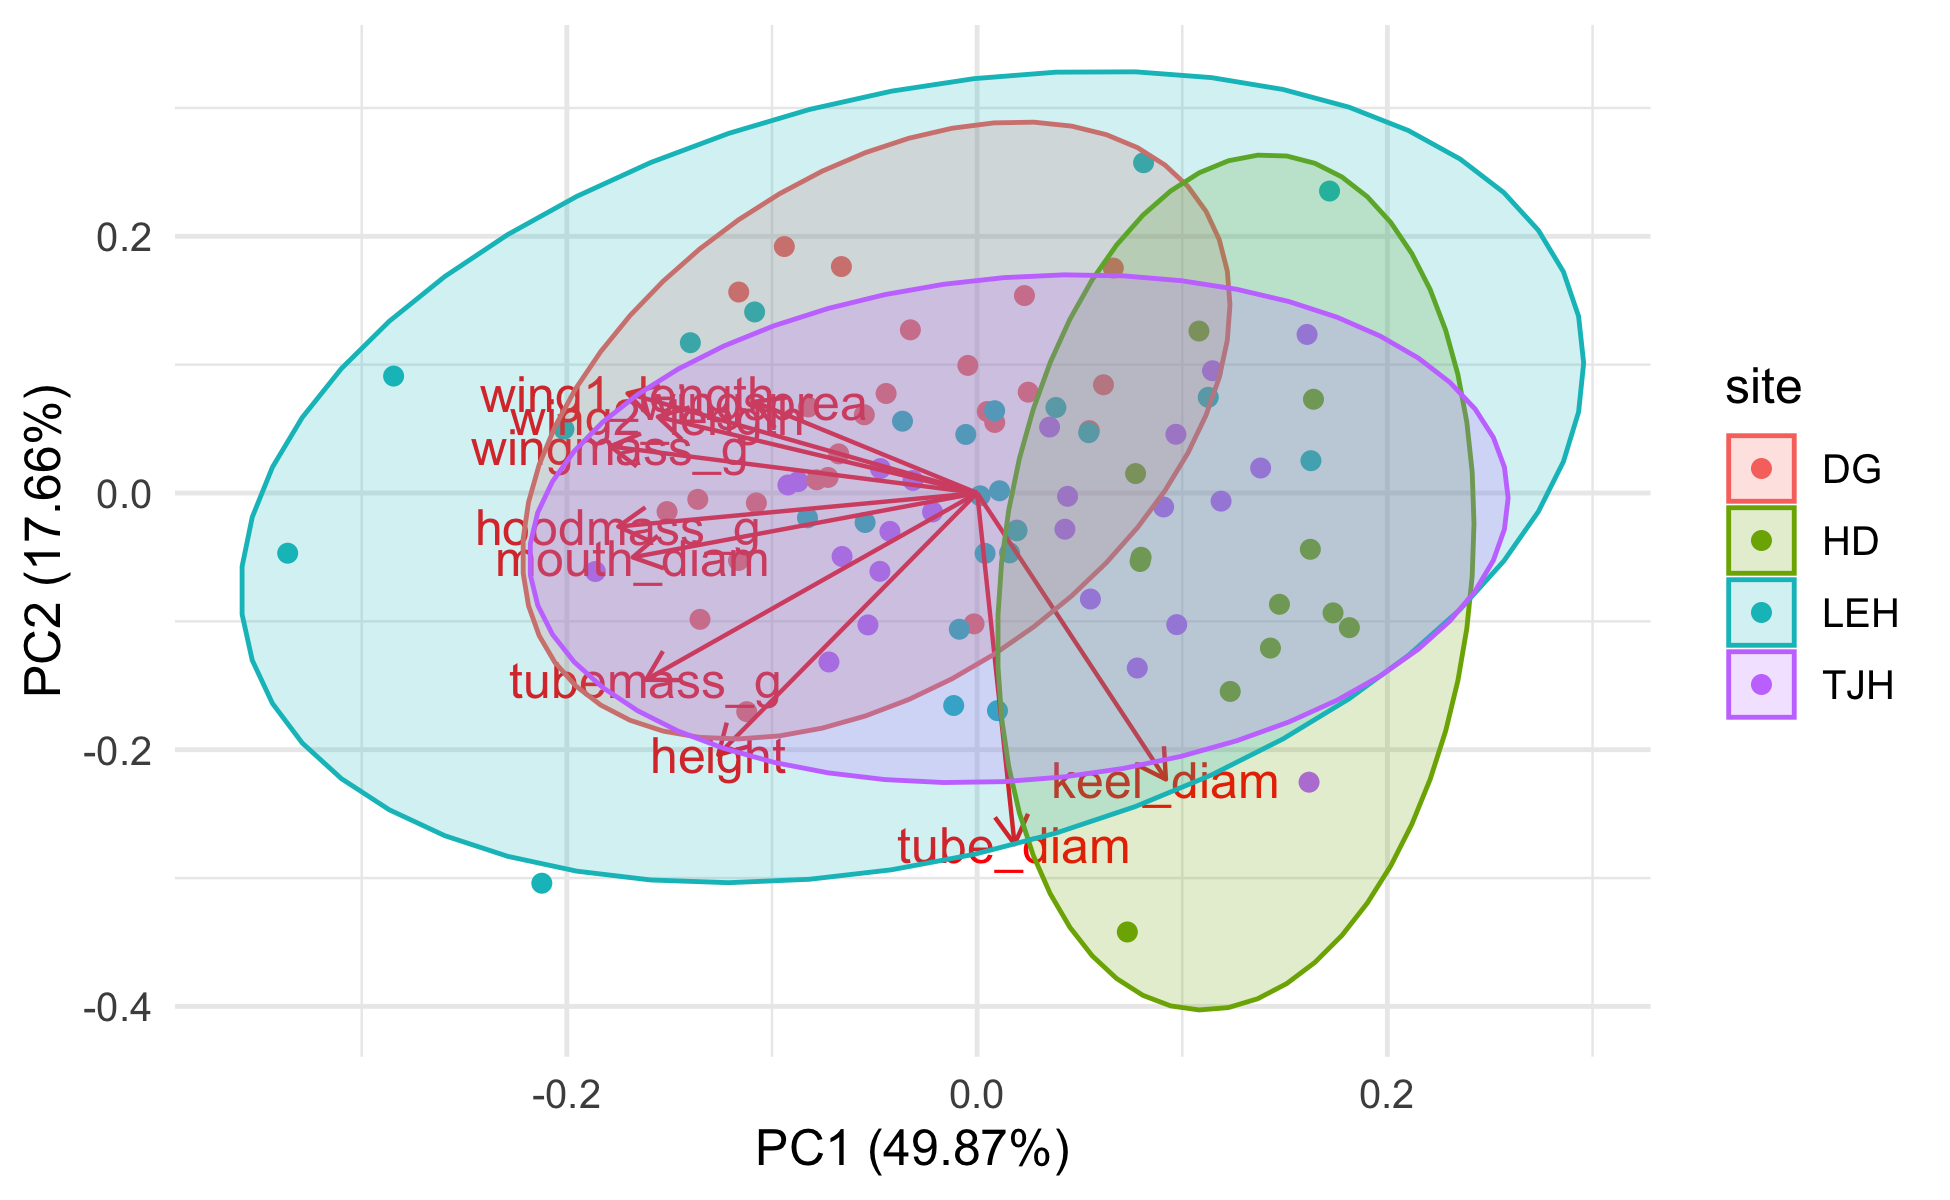 PC2 (17.66%)
0.2
0.0
-0.2
-0.4
wing1_length
wing2_length
wingmass_g
hoodmass_g
mouth_diam
tubemass_g
height
keel_diam
tube_diam
-0.2
0.0
0.2
PC1 (49.87%)
site
DG
HD
LEH
TJH